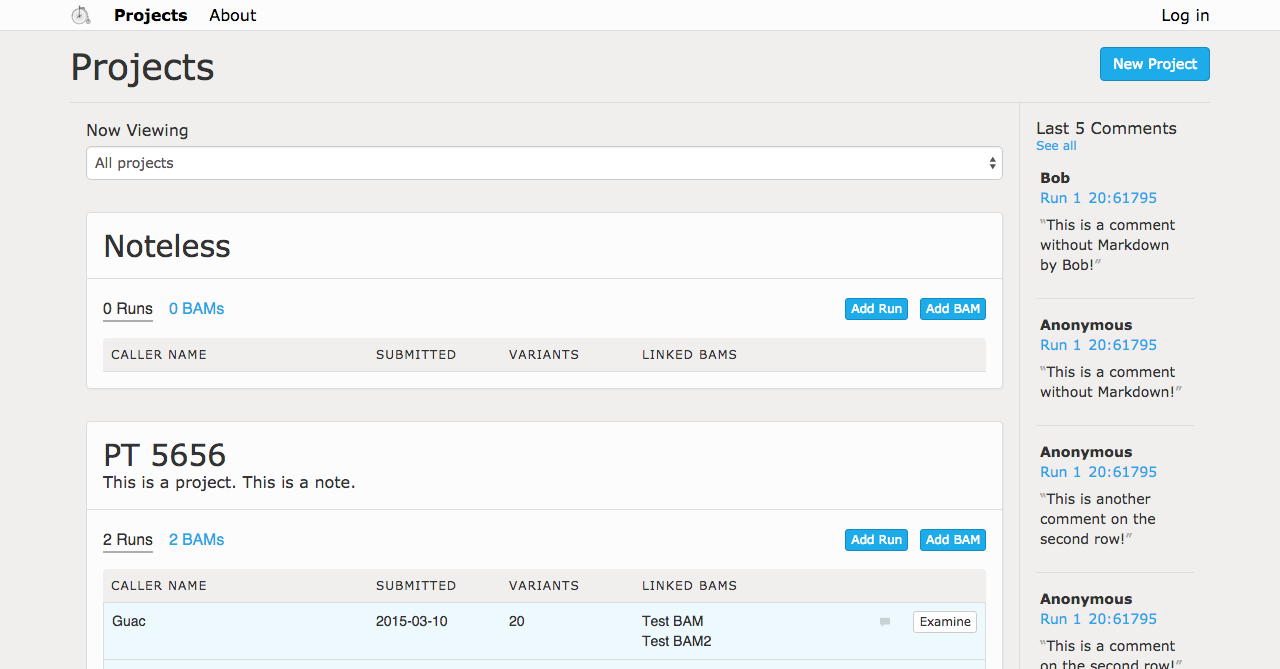 Projects
About
Log in
Projects
New Project
Now Viewing
All projects
Noteless
0 Runs
0 BAMs
Add Run
Add BAM
CALLER NAME
SUBMITTED
VARIANTS
LINKED BAMS
PT 5656
This is a project. This is a note.
2 Runs
2 BAMs
Add Run
Add BAM
CALLER NAME
SUBMITTED
VARIANTS
LINKED BAMS
Guac
2015-03-10
20
Test BAM
Test BAM2
Examine
Last 5 Comments
See all
Bob
Run 1 20:61795
"This is a comment
without Markdown
by Bob!"
Anonymous
Run 1 20:61795
"This is a comment
without Markdown!"
Anonymous
Run 1 20:61795
"This is another
comment on the
second row!"
Anonymous
Run 1 20:61795
"This is a comment
on the second row!"